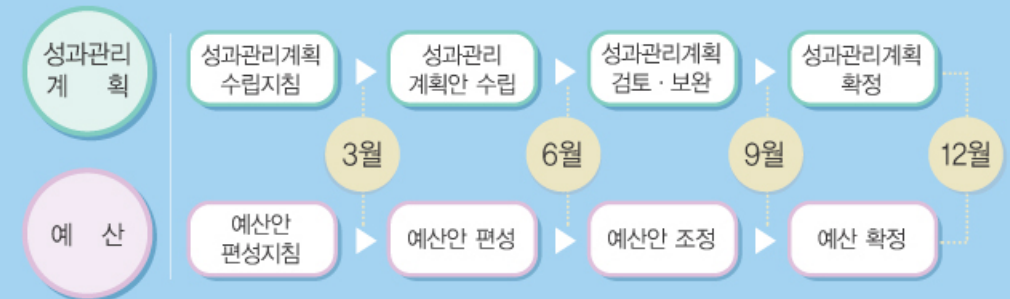 성과관리
계 획
성과관리계획
수립지침
성과관리
계획안 수립
성과관리계획
검토 · 보완
성과관리계획
확정
3월
6월
9월
12월
예 산
예산안
편성지침
예산안 편성
예산안 조정
예산 확정